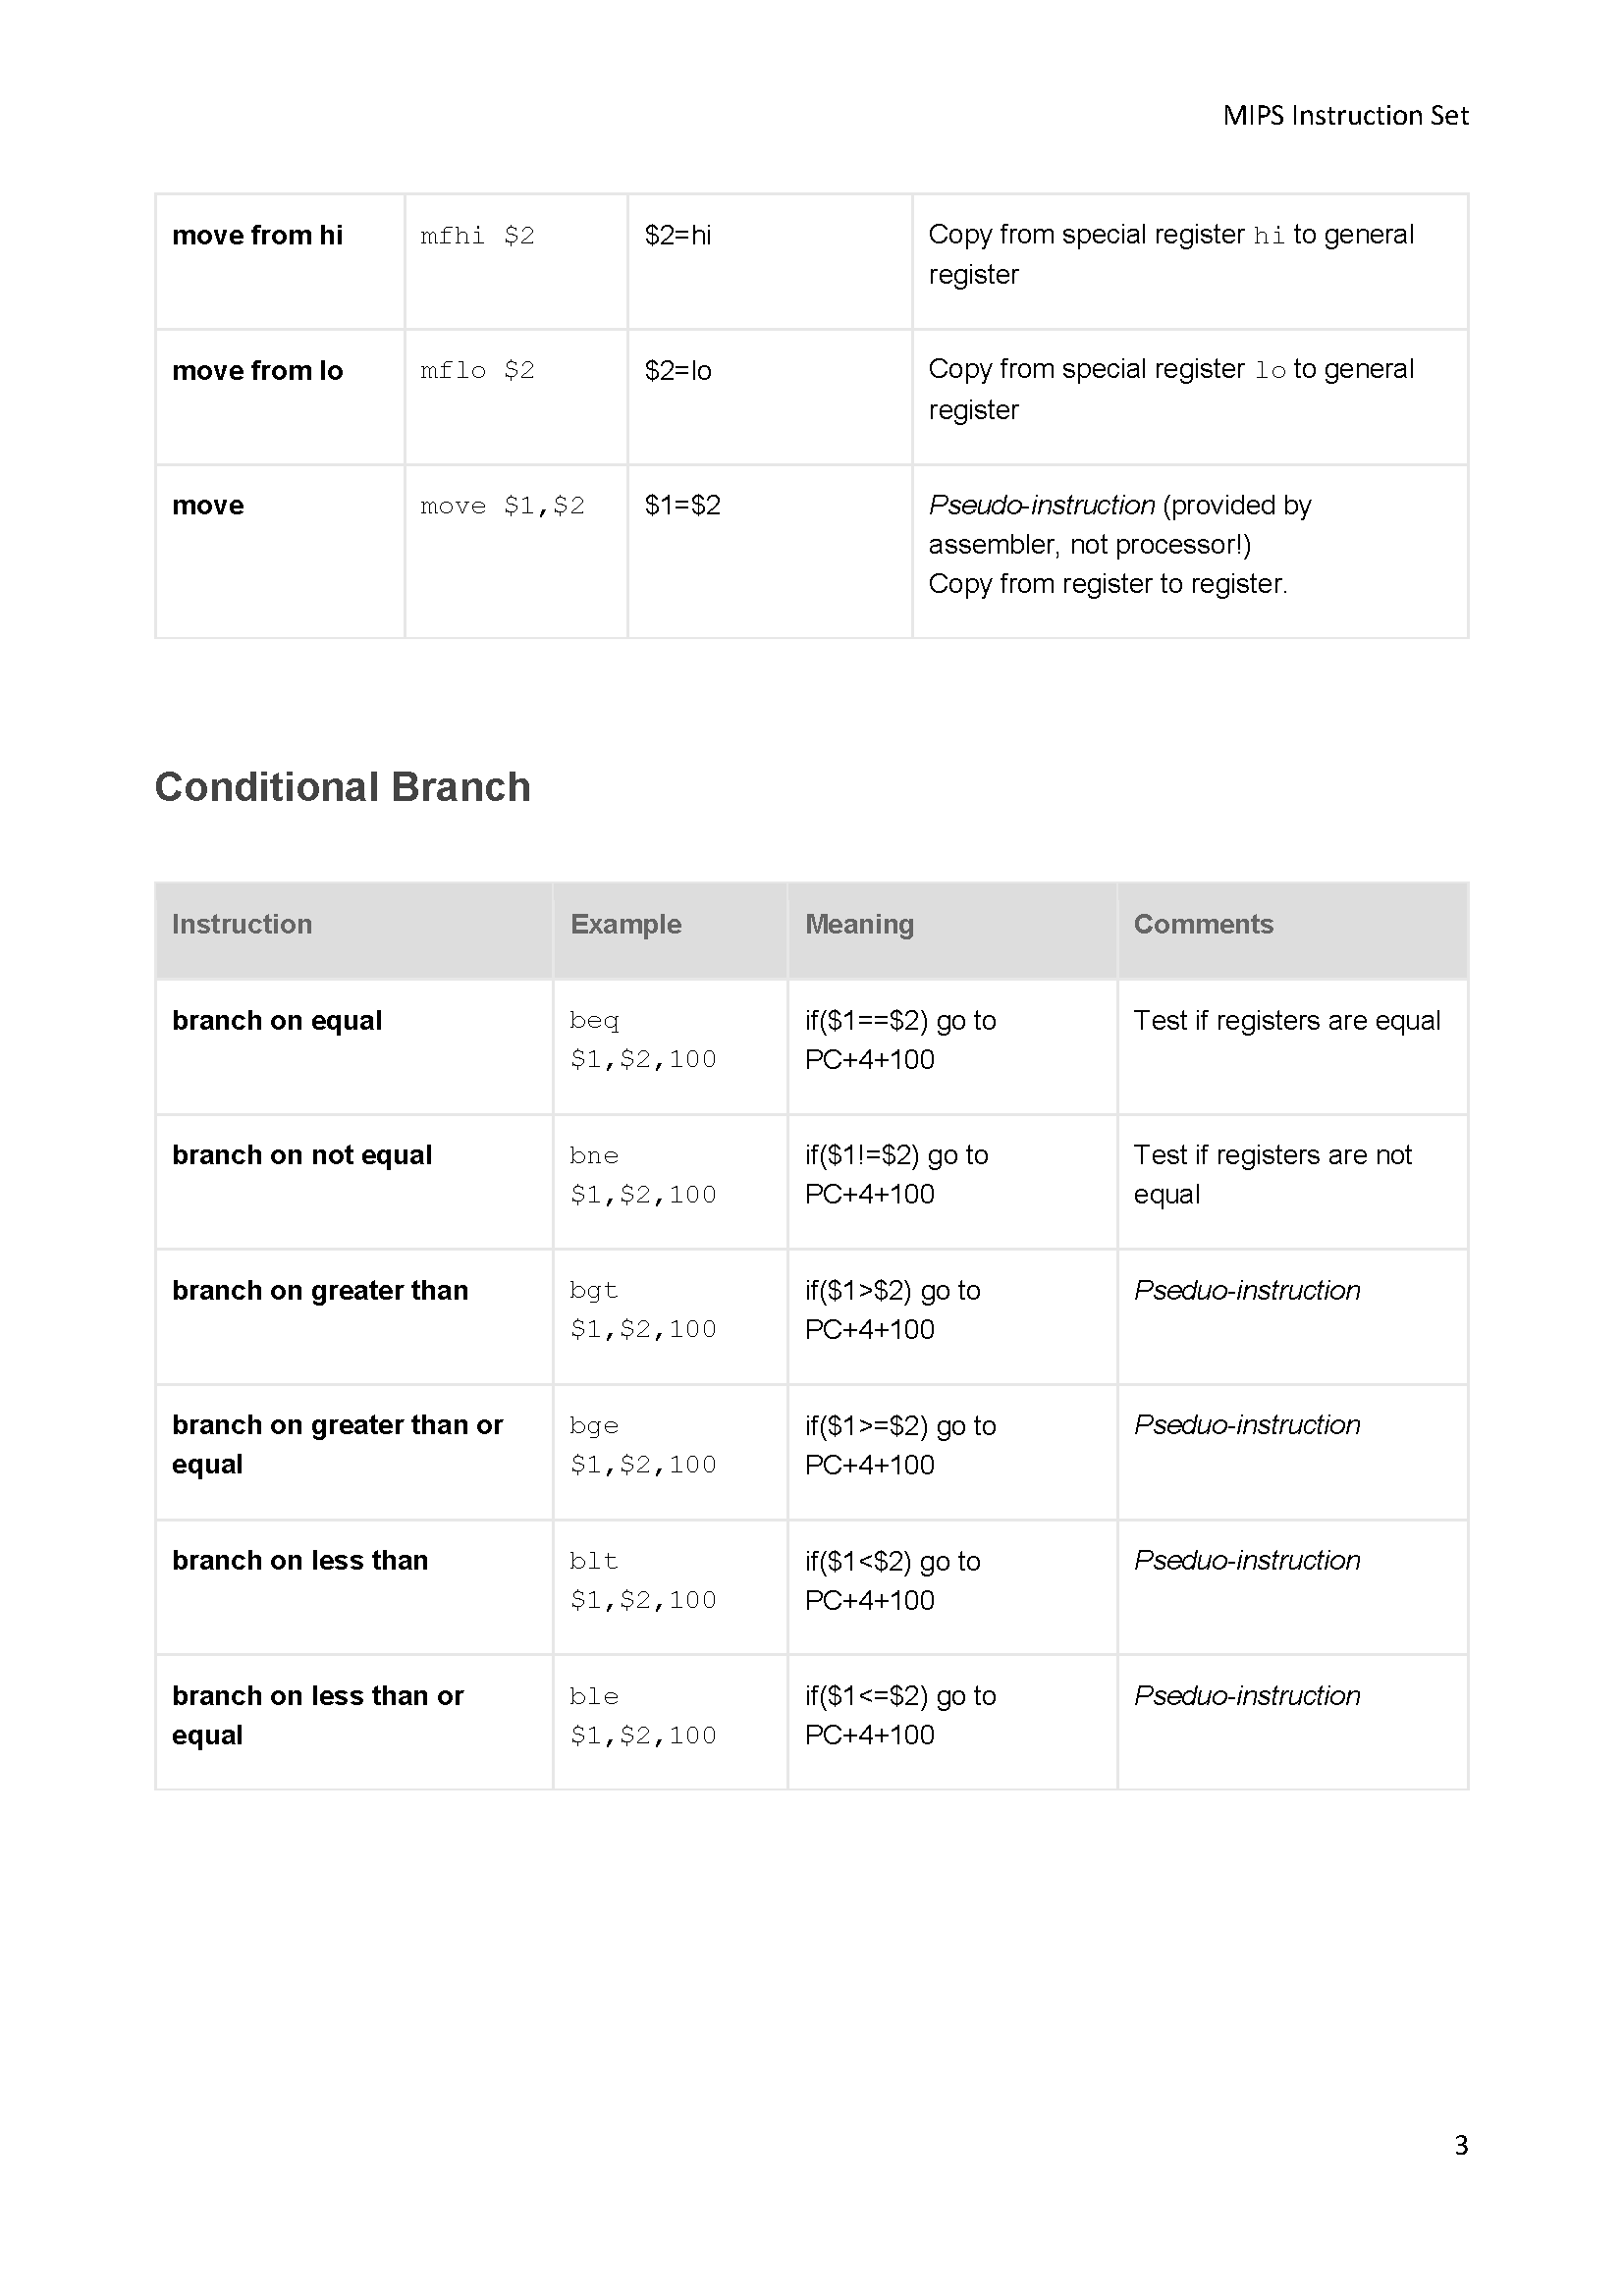 MIPS Instruction Set
move from hi mfhi $2 $2=hi Copy from special register hi to general
register
move from lo mflo $2 $2=lo Copy from special register lo to general
register
move move $1,$2 $1=$2 Pseudo-instruction (provided by
assembler, not processor!)
Copy from register to register.
Conditional Branch
Instruction Example Meaning Comments
branch on equal beq if($1==$2) go to Test if registers are equal
$1,$2,100 PC+4+100
branch on not equal bne if($1!=$2) go to Test if registers are not
$1,$2,100 PC+4+100 equal
branch on greater than bgt if($1>$2) go to Pseduo-instruction
$1,$2,100 PC+4+100
branch on greater than or bge if($1>=$2) go to Pseduo-instruction
equal $1,$2,100 PC+4+100
branch on less than blt if($1<$2) go to Pseduo-instruction
$1,$2,100 PC+4+100
branch on less than or ble if($1<=$2) go to Pseduo-instruction
equal $1,$2,100 PC+4+100
3